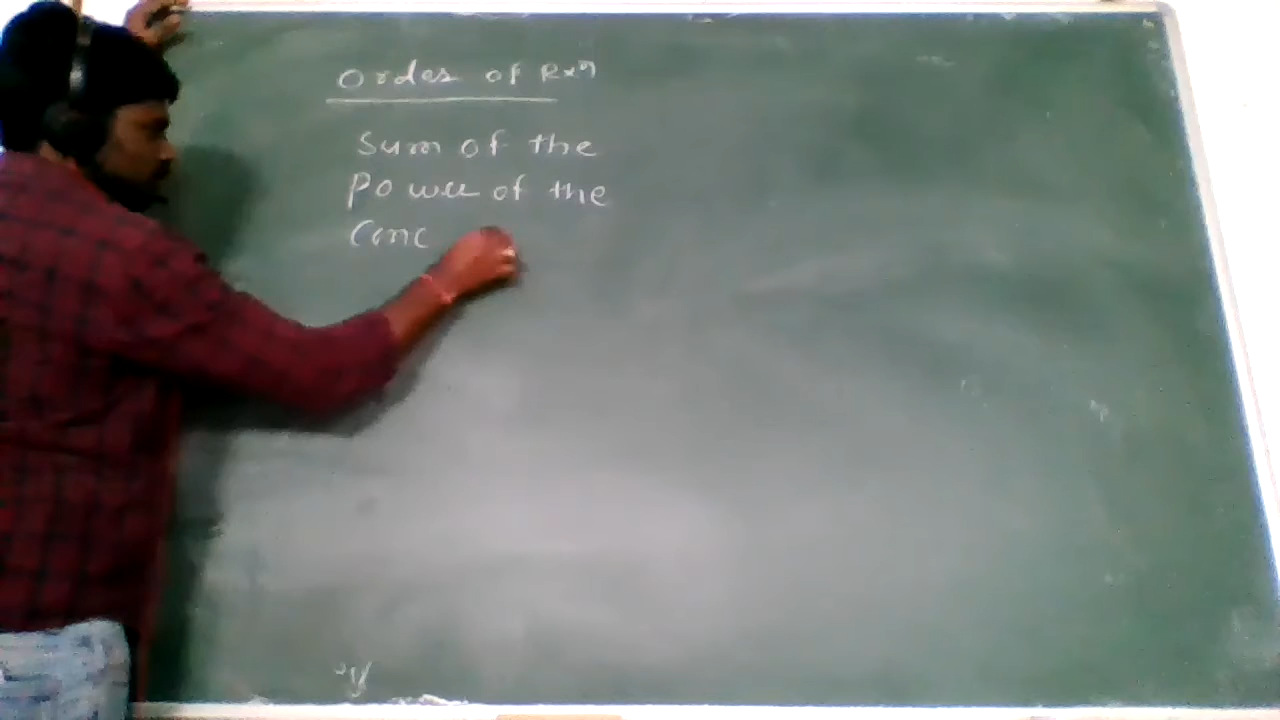 Order of Rxn
Sum of the
Power of the
Conc